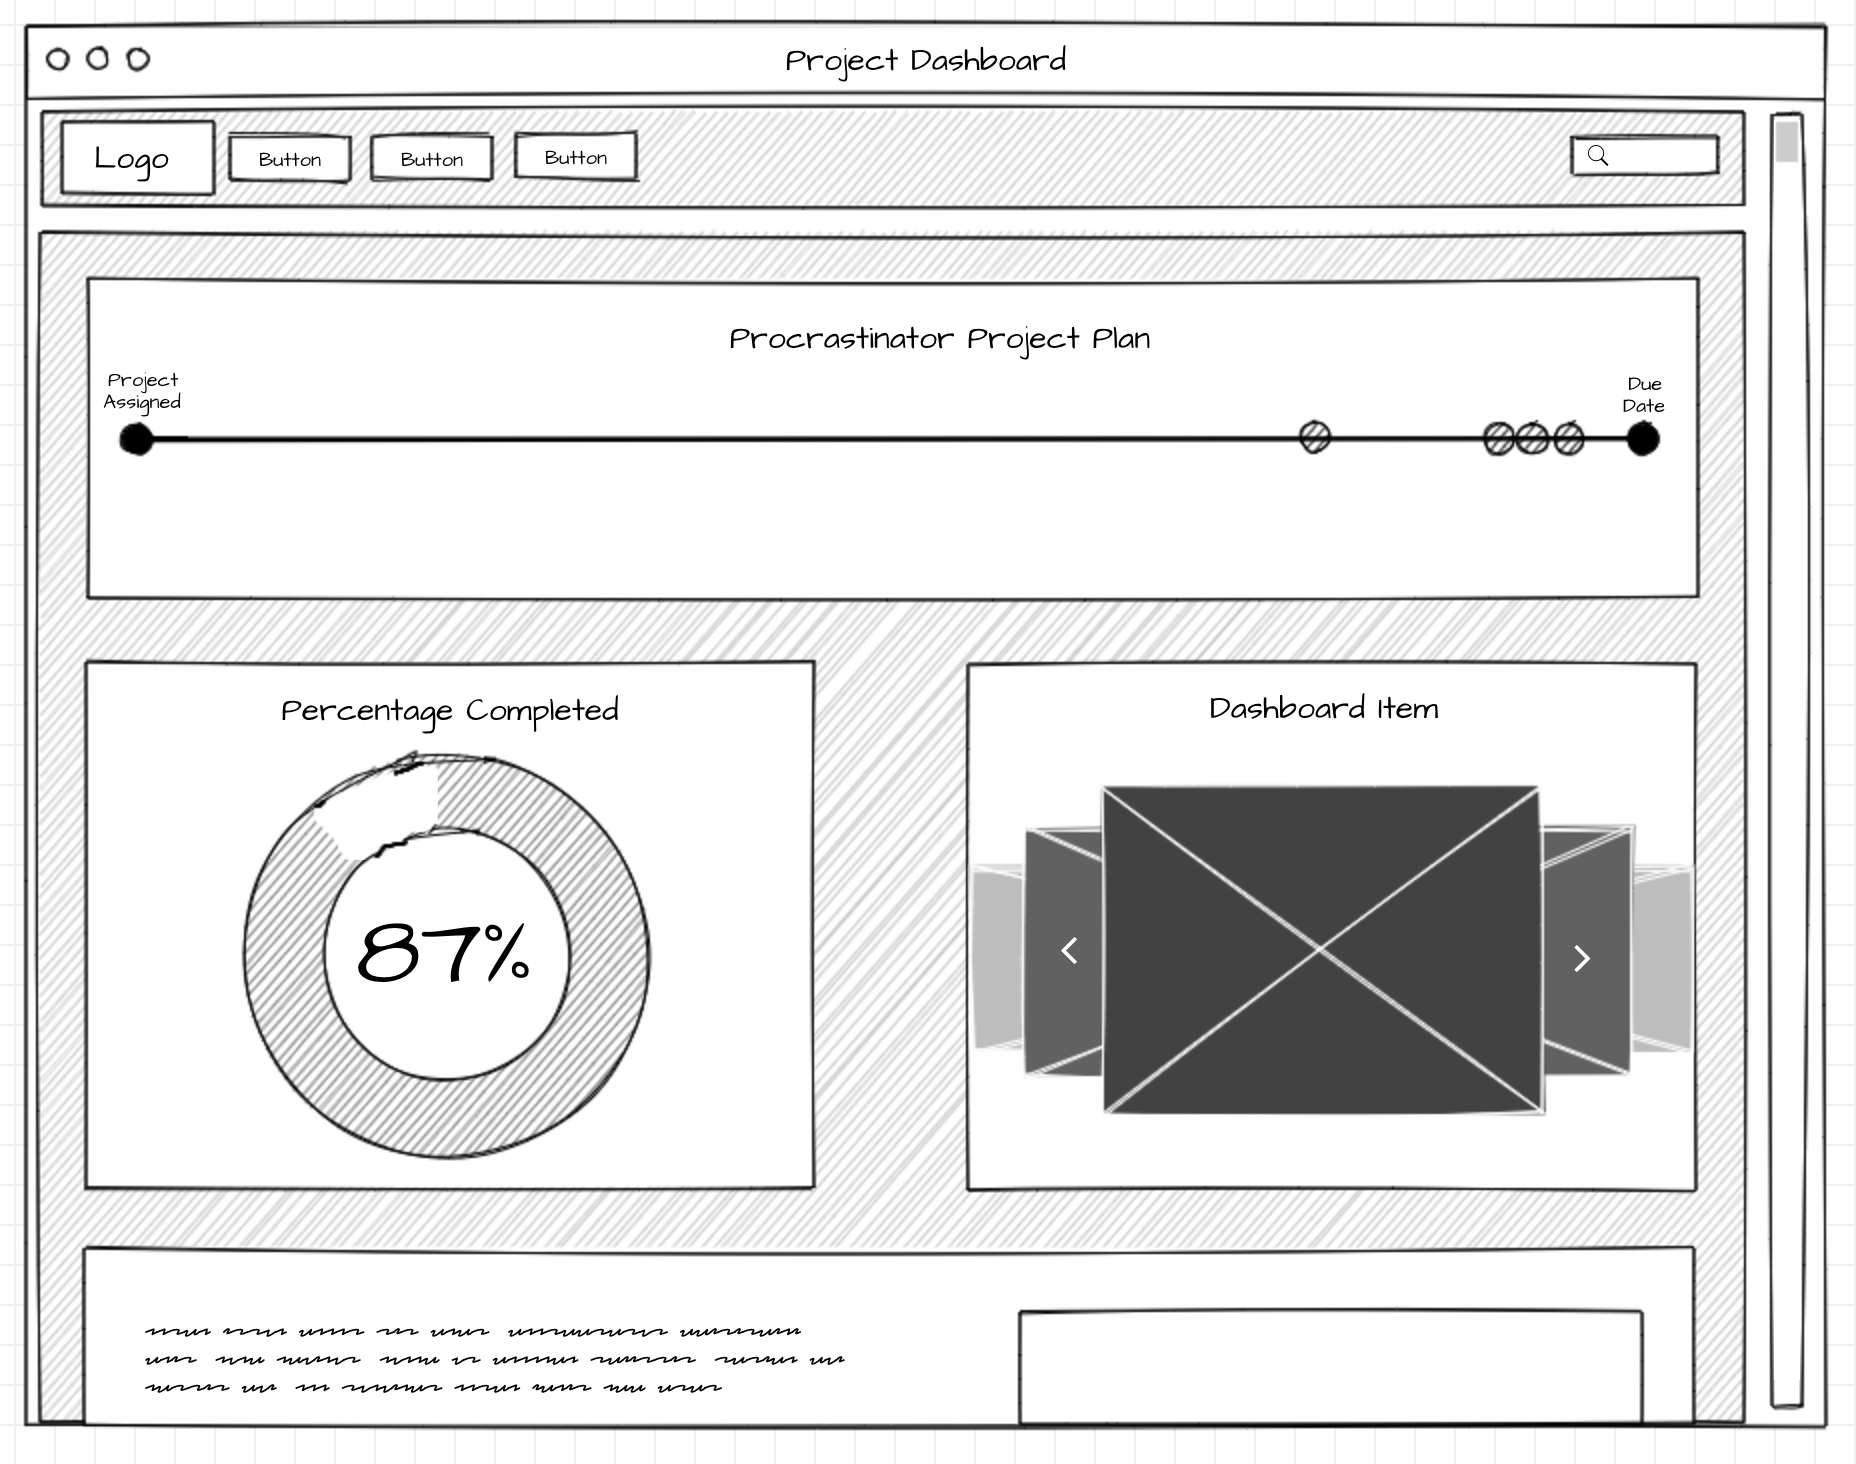 Project Dashboard
Logo
Button
Button
Button
Procrastinator Project Plan
Project
Assigned
Due
Date
Percentage Completed
87%
Dashboard Item